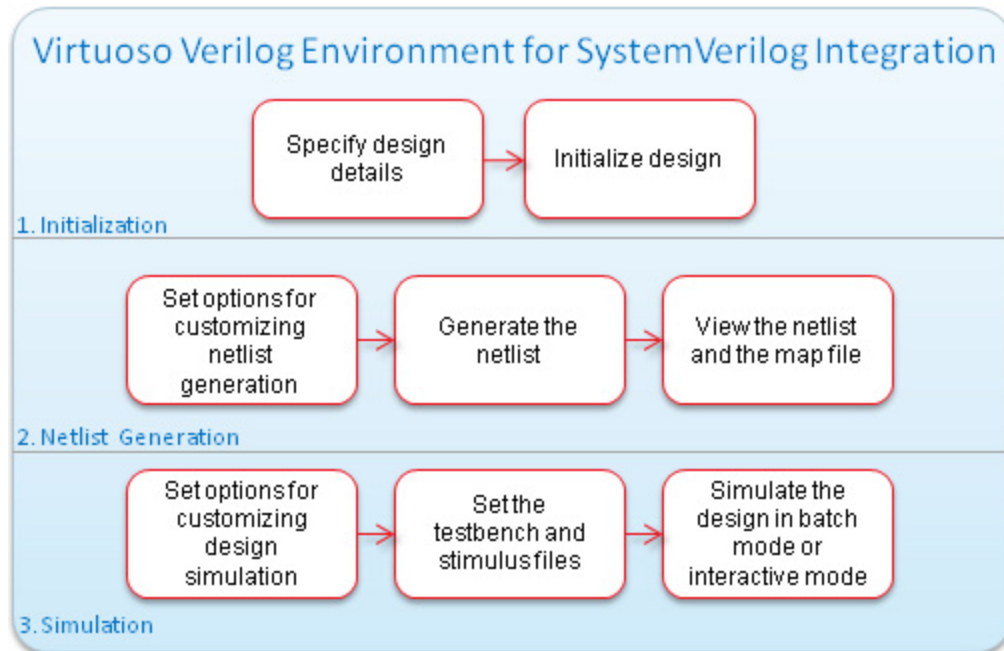 Virtuoso Verilog Environment for SystemVerilog Integration
Specify design
details
Initialize design
1. Initialization
Set options for
customizing
netlist
generation
Generate the
netlist
View the netlist
and the map file
2. Netlist Generation
Set options for
customizing
design
simulation
Set the
testbench and
stimulus files
Simulate the
design in batch
mode or
interactive mode
3. Simulation